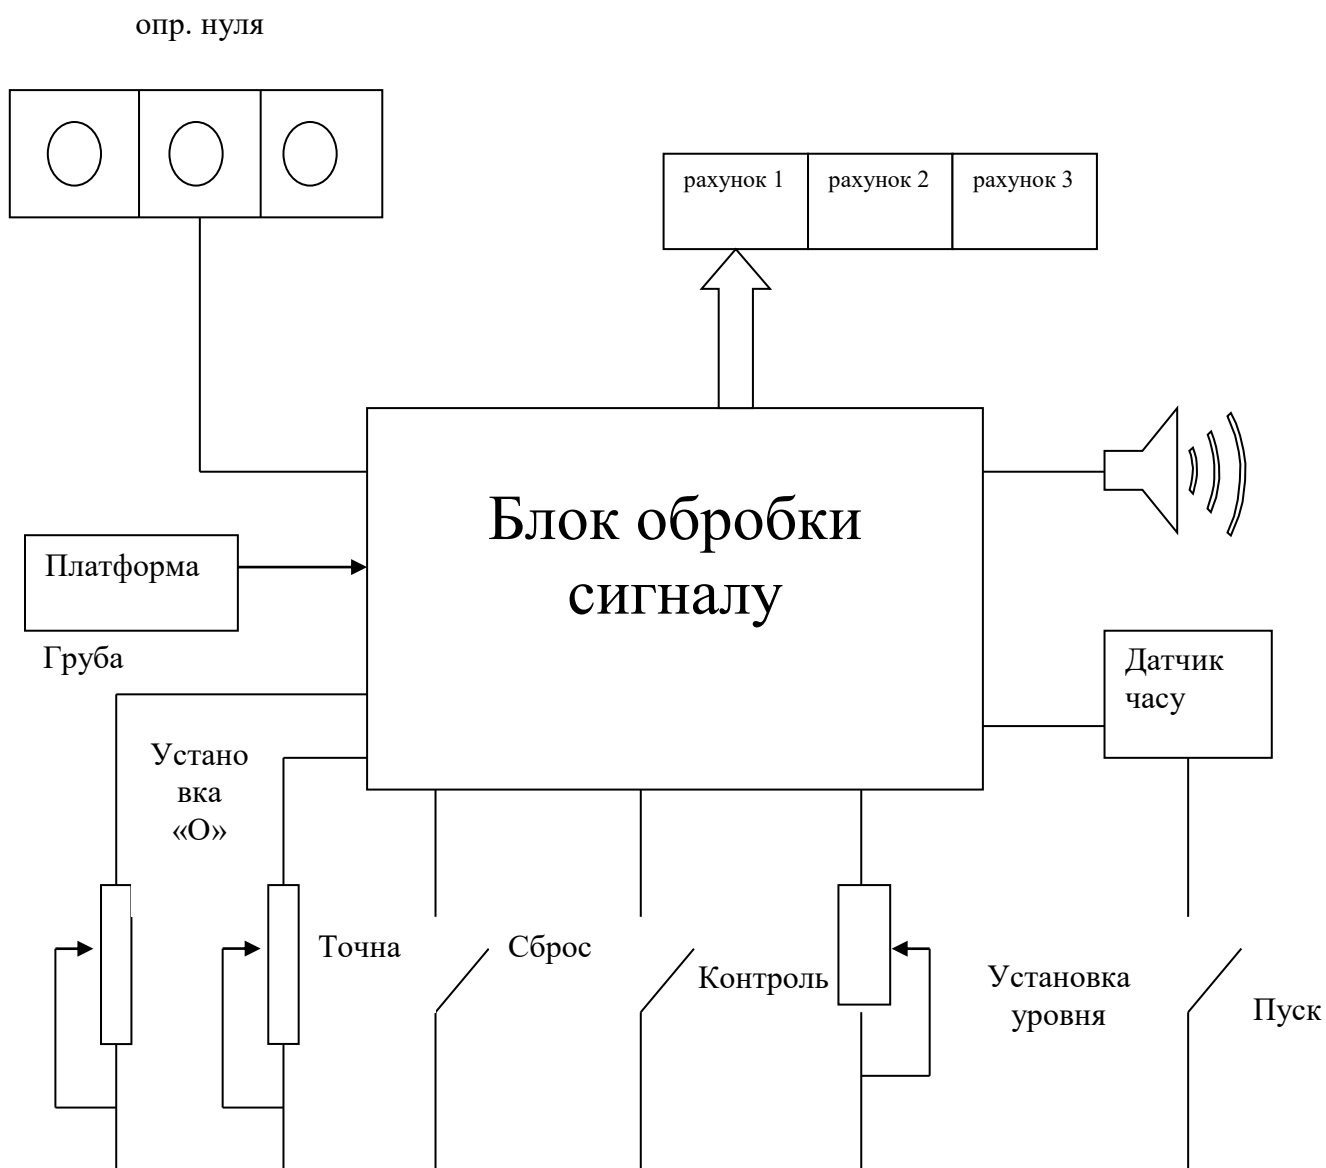 опр. нуля
рахунок 1
рахунок 2
рахунок 3
Блок обробки
сигналу
Платформа
Груба
Датчик
часу
Устано
вка
«О»
Точна
Сброс
Контроль
Установка
уровня
Пуск